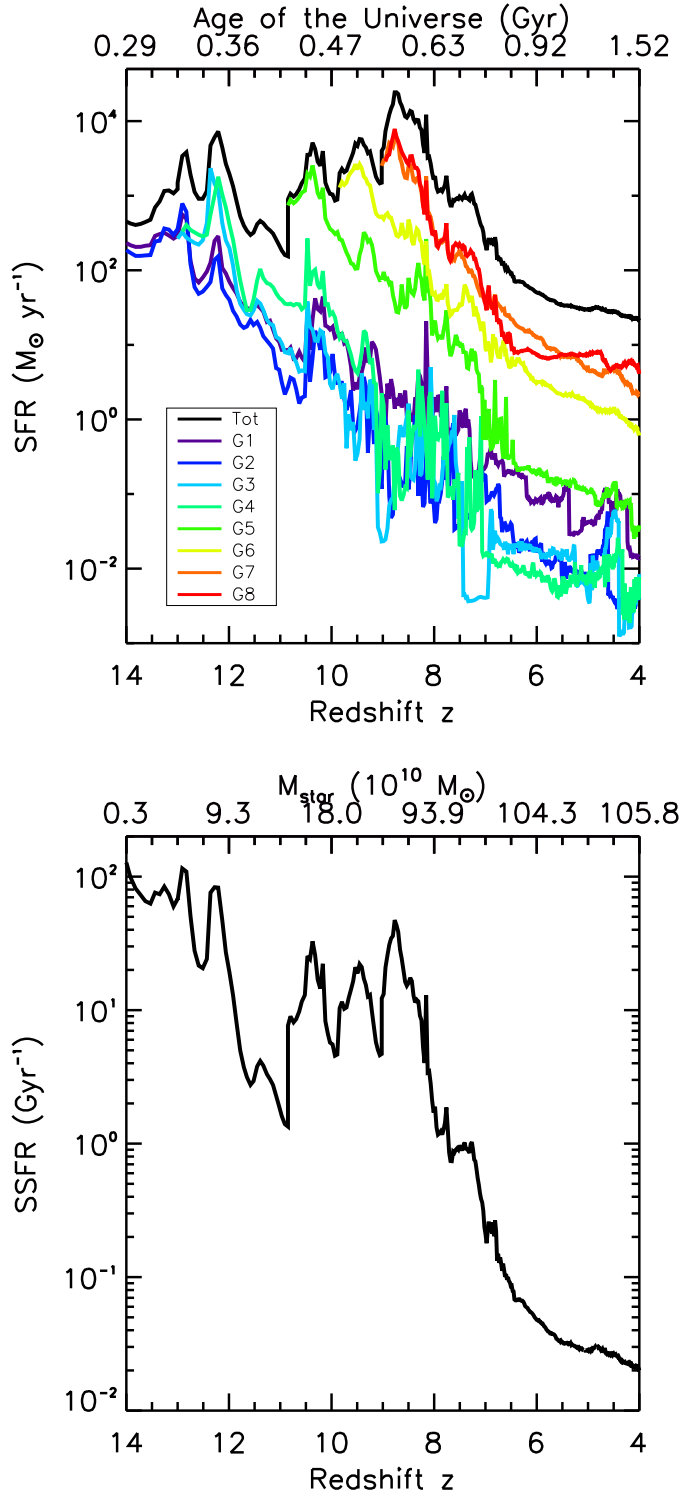 Age of the Universe (Gyr)
0.29 0.36 0.47 0.63 0.92 1.52
10⁴
10²
10⁰
10⁻²
SFR (M⊙ yr⁻¹)
Tot
G1
G2
G3
G4
G5
G6
G7
G8
14 12 10 8 6 4
Redshift z
Mstar (10¹⁰ M⊙)
0.3 9.3 18.0 93.9 104.3 105.8
10²
10¹
10⁰
10⁻¹
10⁻²
SSFR (Gyr⁻¹)
14 12 10 8 6 4
Redshift z